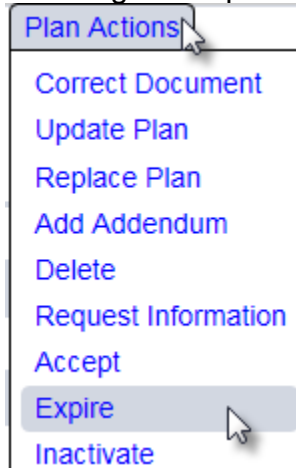 Plan Actions
Correct Document
Update Plan
Replace Plan
Add Addendum
Delete
Request Information
Accept
Expire
Inactivate